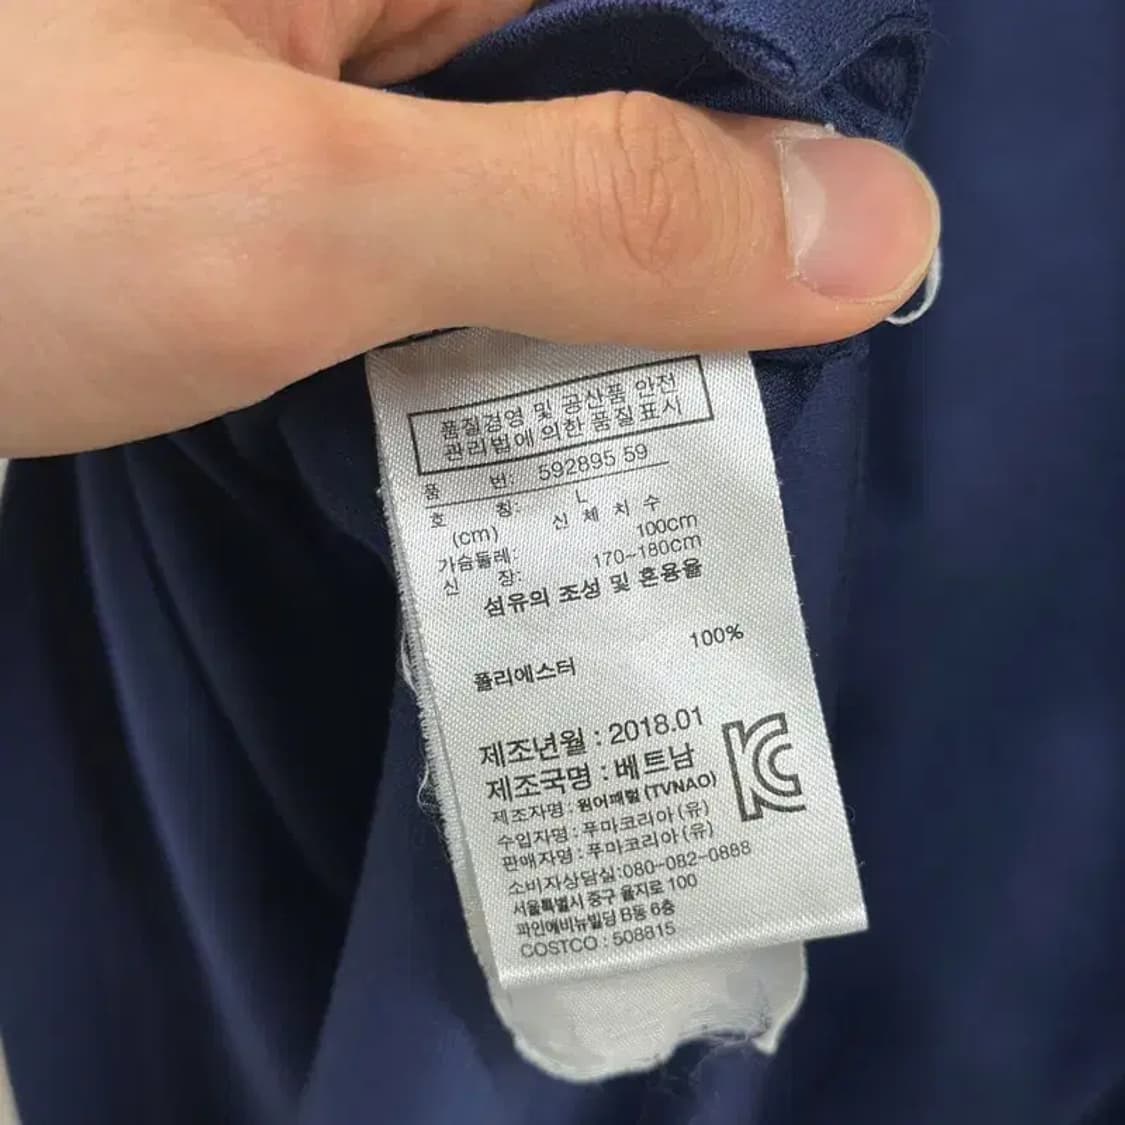 품질경영 및 공산품 안전
관리법에 의한 품질표시
품 번: 592895 59
호 칭: L
(cm) 신 체 치 수
가슴둘레: 100cm
신 장: 170~180cm
섬유의 조성 및 혼용율
폴리에스터 100%
제조년월 : 2018.01
제조국명 : 베트남
제조자명 : 원어패럴 (TVNAO)
수입자명 : 푸마코리아 (유)
판매자명 : 푸마코리아 (유)
소비자상담실:080-082-0888
서울특별시 중구 을지로 100
파인애비뉴빌딩 B동 6층
COSTCO : 508815
KC